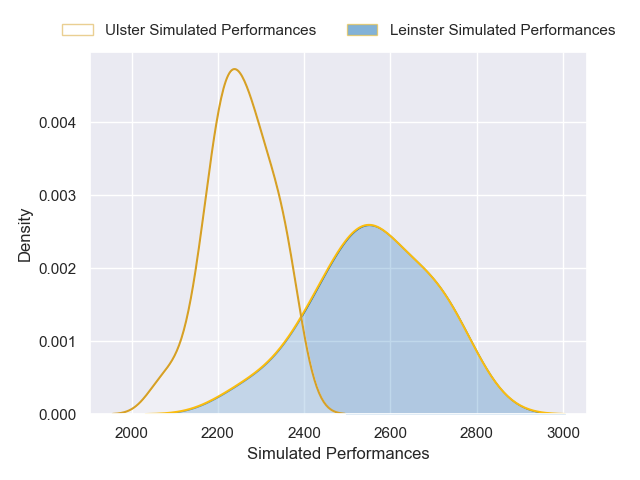 Ulster Simulated Performances
Leinster Simulated Performances
0.004
0.003
0.002
0.001
0.000
Density
2000 2200 2400 2600 2800 3000
Simulated Performances